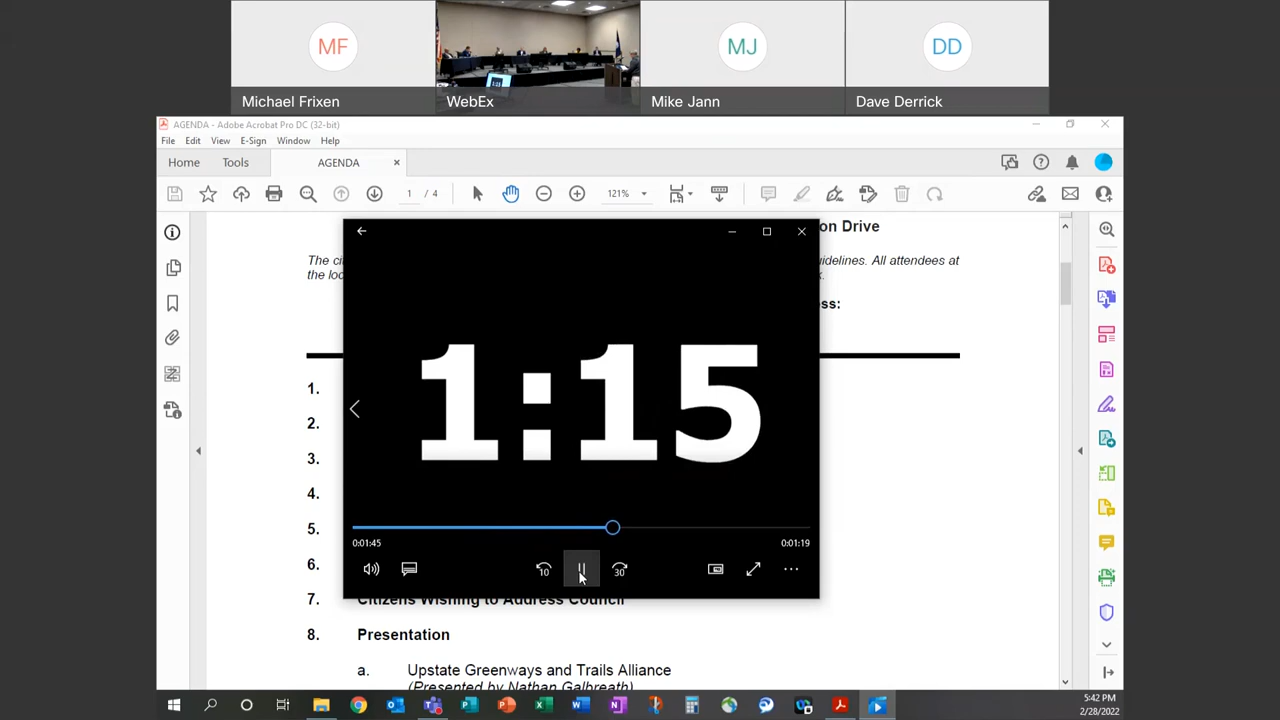 MF
MJ
DD
Michael Frixen
WebEx
Mike Jann
Dave Derrick
AGENDA - Adobe Acrobat Pro DC (32-bit)
File Edit View E-Sign Window Help
Home Tools AGENDA
1 / 4
121%
on Drive
The ci
idelines. All attendees at
the loc
ss:
1.
2.
3.
4.
5.
6.
1:15
0:01:45
0:01:19
10
30
7. Citizens Wishing to Address Council
8. Presentation
a. Upstate Greenways and Trails Alliance
(Presented by Nathan Galbreath)
5:42 PM
2/28/2022